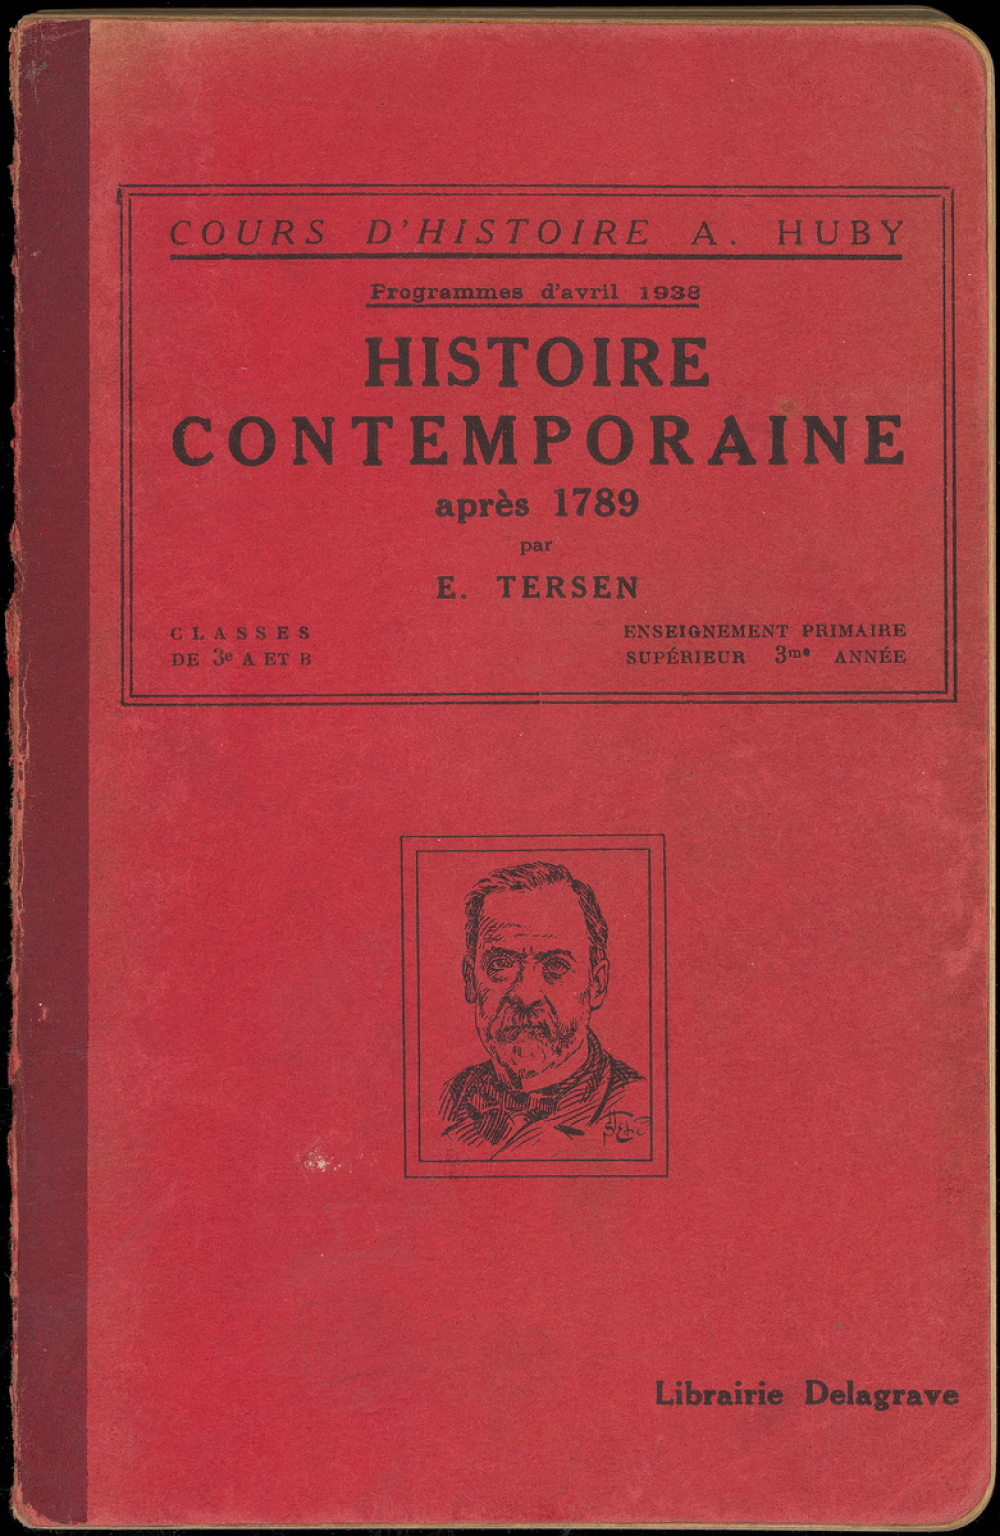 COURS D'HISTOIRE A. HUBY
Programmes d'avril 1938
HISTOIRE
CONTEMPORAINE
après 1789
par
E. TERSEN
CLASSES
DE 3e A ET B
ENSEIGNEMENT PRIMAIRE
SUPÉRIEUR 3me ANNÉE
Librairie Delagrave